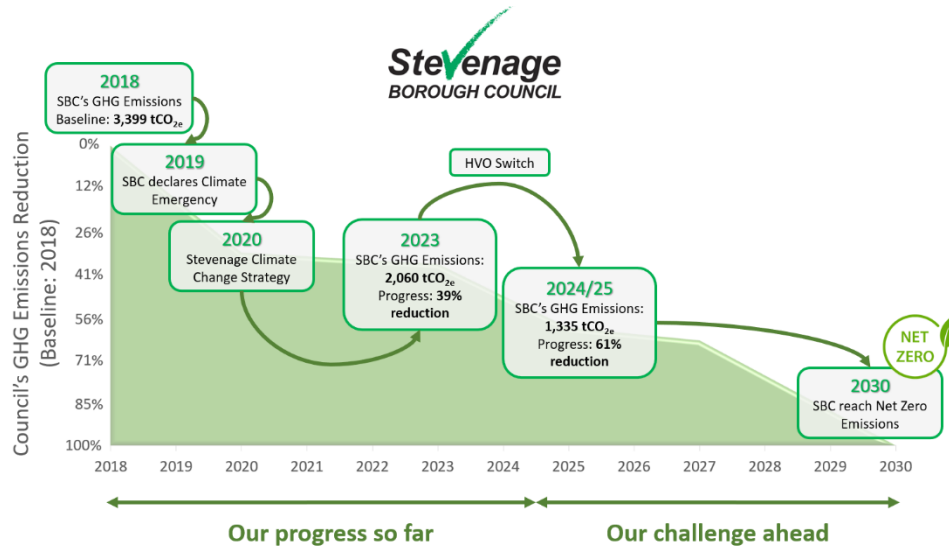 Stevenage
BOROUGH COUNCIL
2018
SBC's GHG Emissions
Baseline: 3,399 tCO2e
2019
SBC declares Climate
Emergency
2020
Stevenage Climate
Change Strategy
2023
SBC's GHG Emissions:
2,060 tCO2e
Progress: 39%
reduction
HVO Switch
2024/25
SBC's GHG Emissions:
1,335 tCO2e
Progress: 61%
reduction
NET
ZERO
2030
SBC reach Net Zero
Emissions
Council's GHG Emissions Reduction
(Baseline: 2018)
0%
12%
26%
41%
56%
71%
85%
100%
2018 2019 2020 2021 2022 2023 2024 2025 2026 2027 2028 2029 2030
Our progress so far
Our challenge ahead